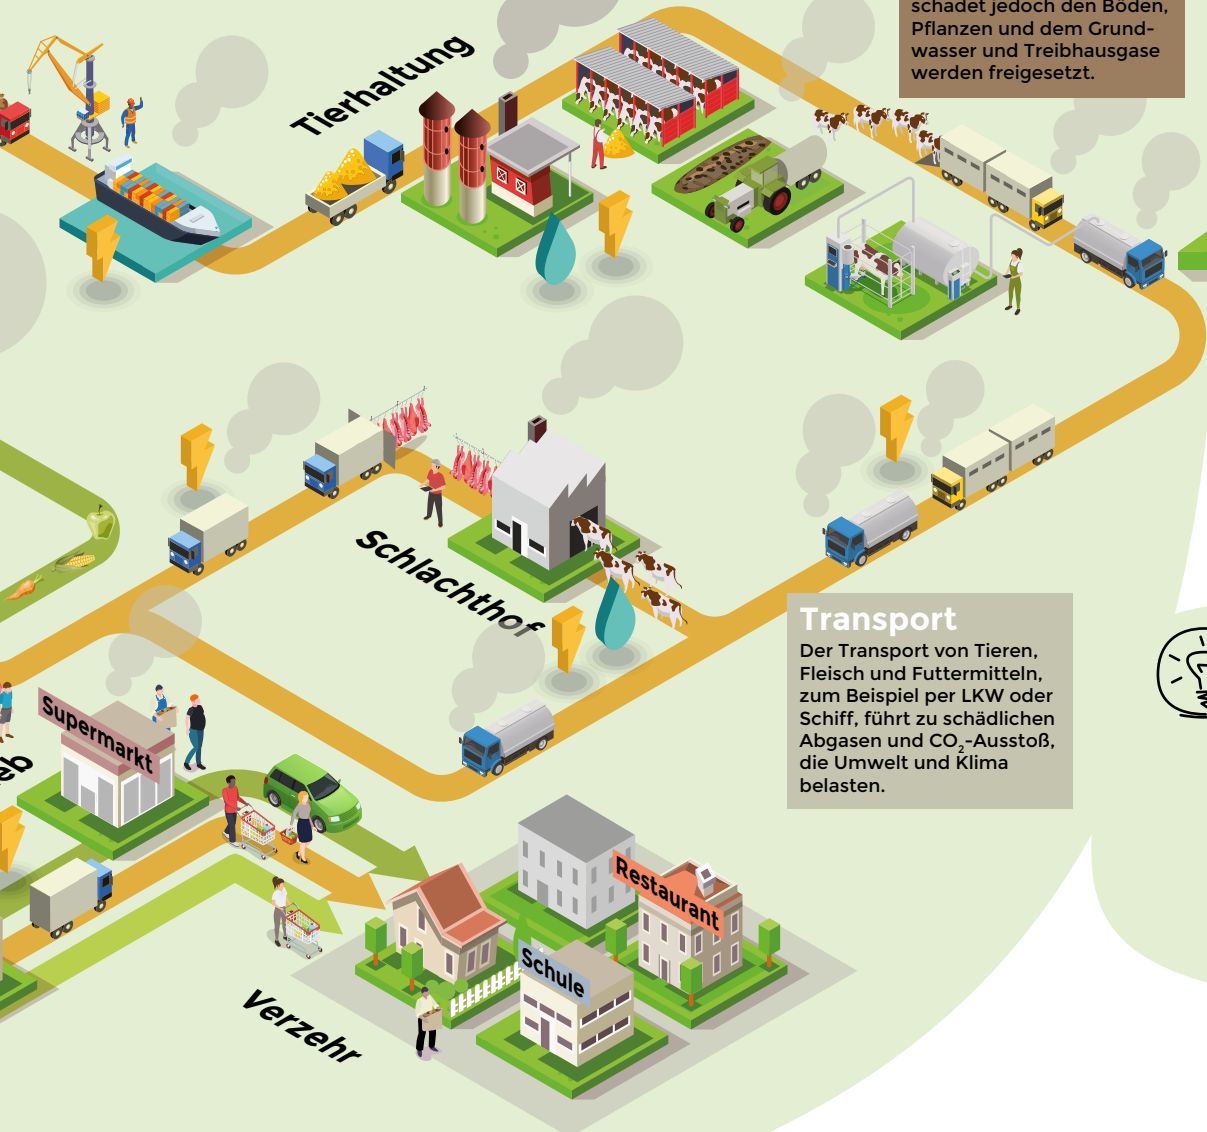 schadet jedoch den Böden,
Pflanzen und dem Grund-
wasser und Treibhausgase
werden freigesetzt.
Tierhaltung
Schlachthof
Transport
Der Transport von Tieren,
Fleisch und Futtermitteln,
zum Beispiel per LKW oder
Schiff, führt zu schädlichen
Abgasen und CO₂-Ausstoß,
die Umwelt und Klima
belasten.
Supermarkt
eb
Restaurant
Schule
Verzehr